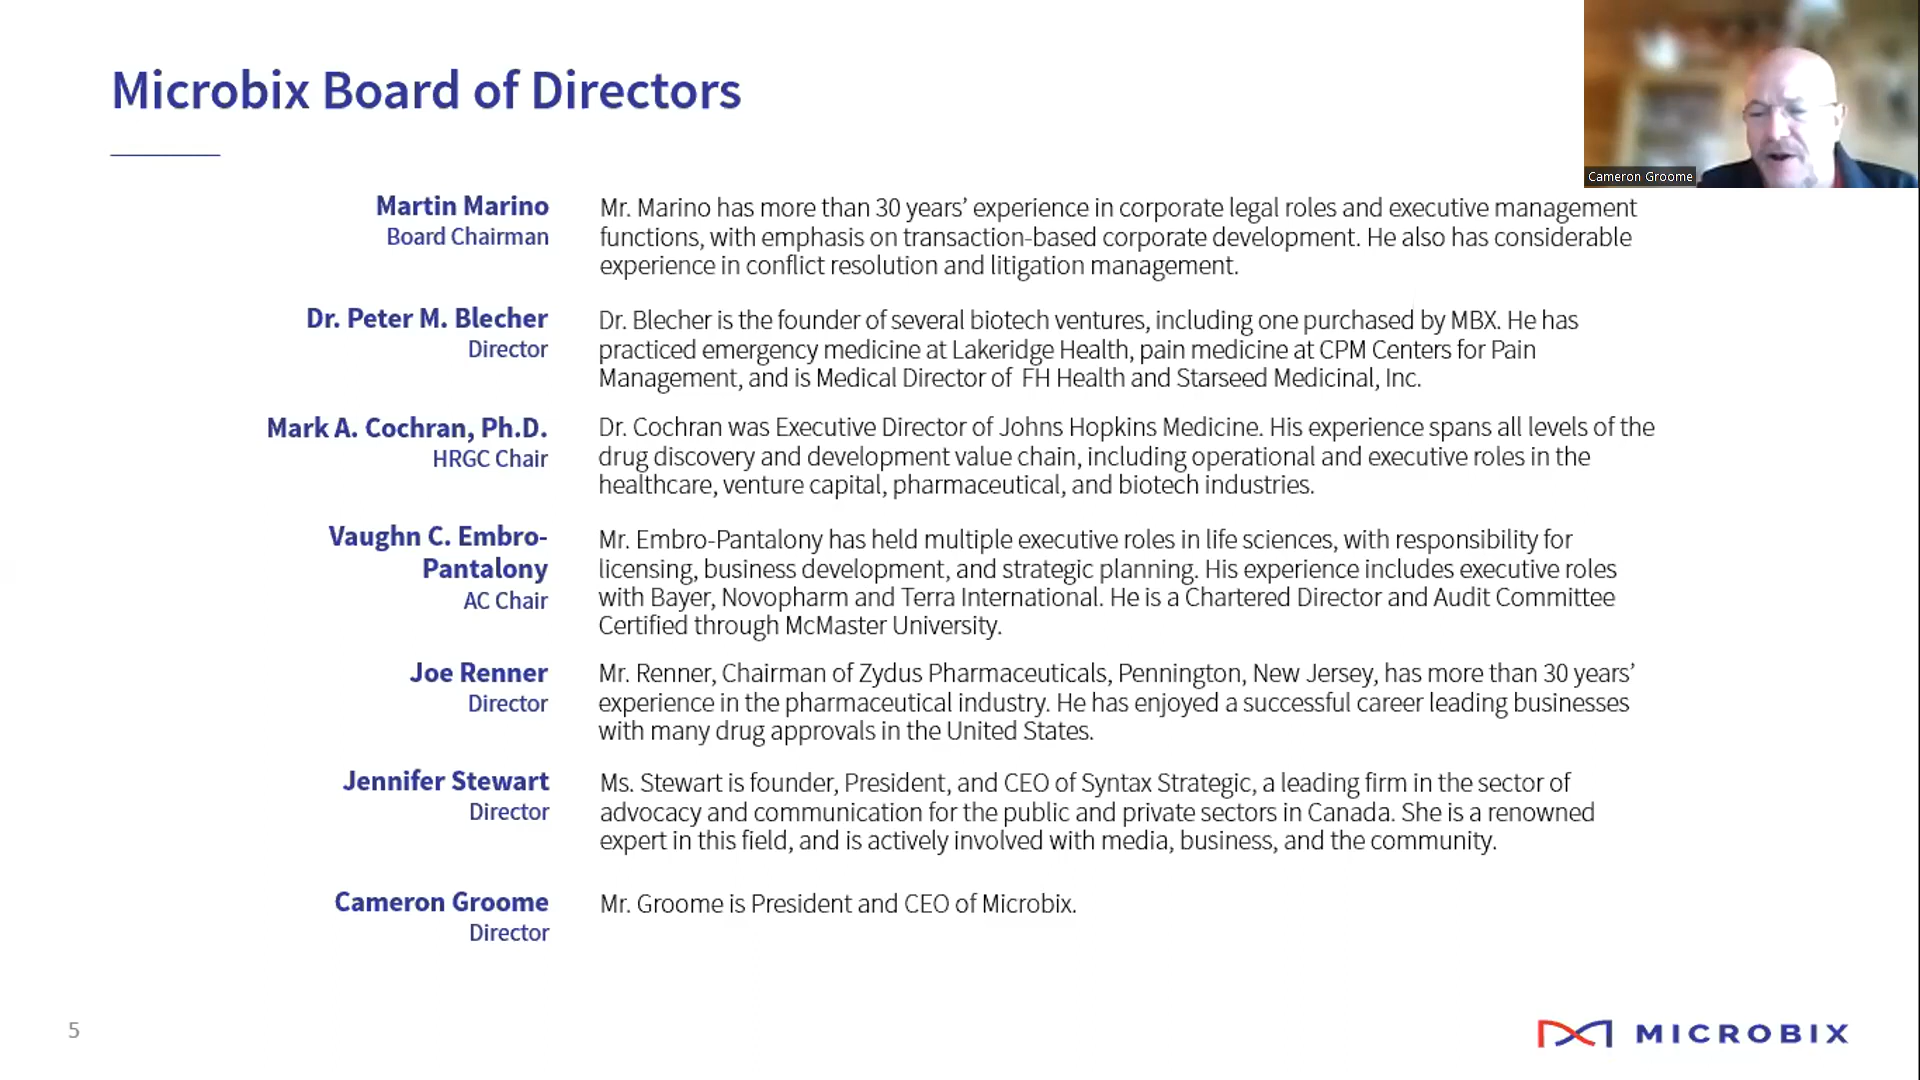 Microbix Board of Directors
Cameron Groome
Martin Marino
Board Chairman
Mr. Marino has more than 30 years’ experience in corporate legal roles and executive management
functions, with emphasis on transaction-based corporate development. He also has considerable
experience in conflict resolution and litigation management.
Dr. Peter M. Blecher
Director
Dr. Blecher is the founder of several biotech ventures, including one purchased by MBX. He has
practiced emergency medicine at Lakeridge Health, pain medicine at CPM Centers for Pain
Management, and is Medical Director of FH Health and Starseed Medicinal, Inc.
Mark A. Cochran, Ph.D.
HRGC Chair
Dr. Cochran was Executive Director of Johns Hopkins Medicine. His experience spans all levels of the
drug discovery and development value chain, including operational and executive roles in the
healthcare, venture capital, pharmaceutical, and biotech industries.
Vaughn C. Embro-
Pantalony
AC Chair
Mr. Embro-Pantalony has held multiple executive roles in life sciences, with responsibility for
licensing, business development, and strategic planning. His experience includes executive roles
with Bayer, Novopharm and Terra International. He is a Chartered Director and Audit Committee
Certified through McMaster University.
Joe Renner
Director
Mr. Renner, Chairman of Zydus Pharmaceuticals, Pennington, New Jersey, has more than 30 years’
experience in the pharmaceutical industry. He has enjoyed a successful career leading businesses
with many drug approvals in the United States.
Jennifer Stewart
Director
Ms. Stewart is founder, President, and CEO of Syntax Strategic, a leading firm in the sector of
advocacy and communication for the public and private sectors in Canada. She is a renowned
expert in this field, and is actively involved with media, business, and the community.
Cameron Groome
Director
Mr. Groome is President and CEO of Microbix.
5
MICROBIX